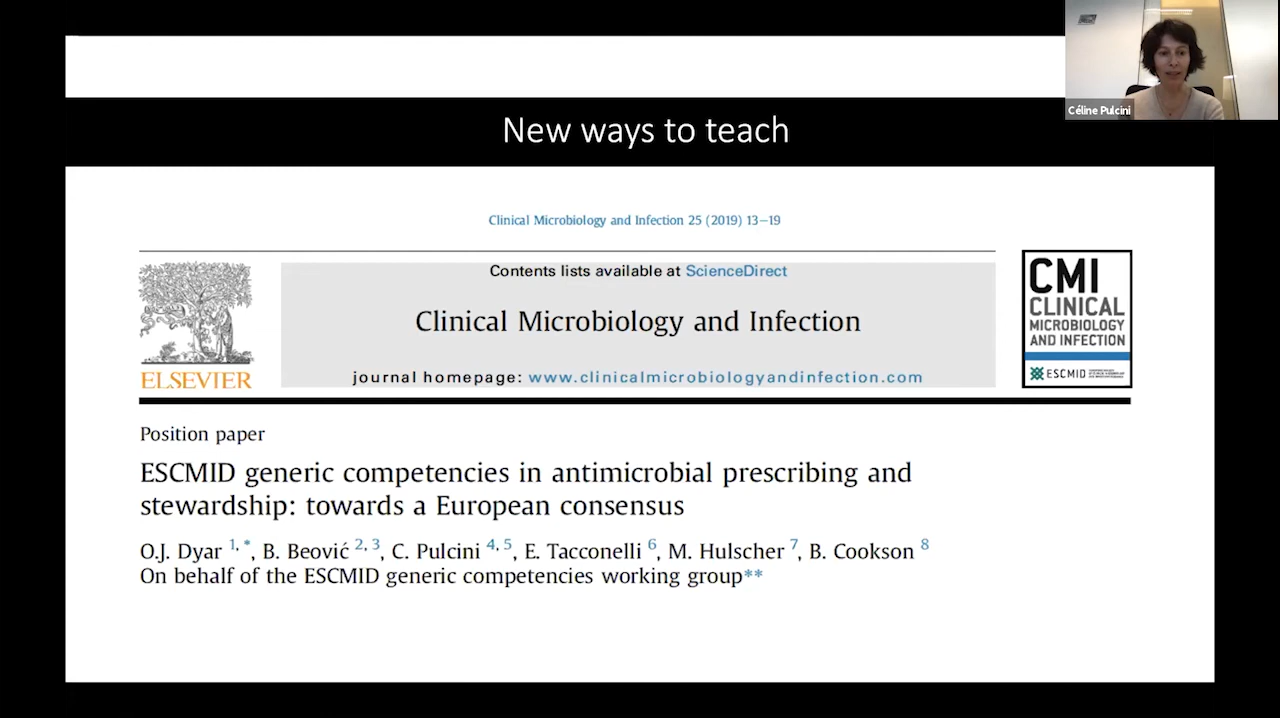 Céline Pulcini
New ways to teach
Clinical Microbiology and Infection 25 (2019) 13–19
Contents lists available at ScienceDirect
Clinical Microbiology and Infection
journal homepage: www.clinicalmicrobiologyandinfection.com
ELSEVIER
CMI
CLINICAL
MICROBIOLOGY
AND INFECTION
ESCMID
Position paper
ESCMID generic competencies in antimicrobial prescribing and
stewardship: towards a European consensus
O.J. Dyar 1, *, B. Beović 2, 3, C. Pulcini 4, 5, E. Tacconelli 6, M. Hulscher 7, B. Cookson 8
On behalf of the ESCMID generic competencies working group**